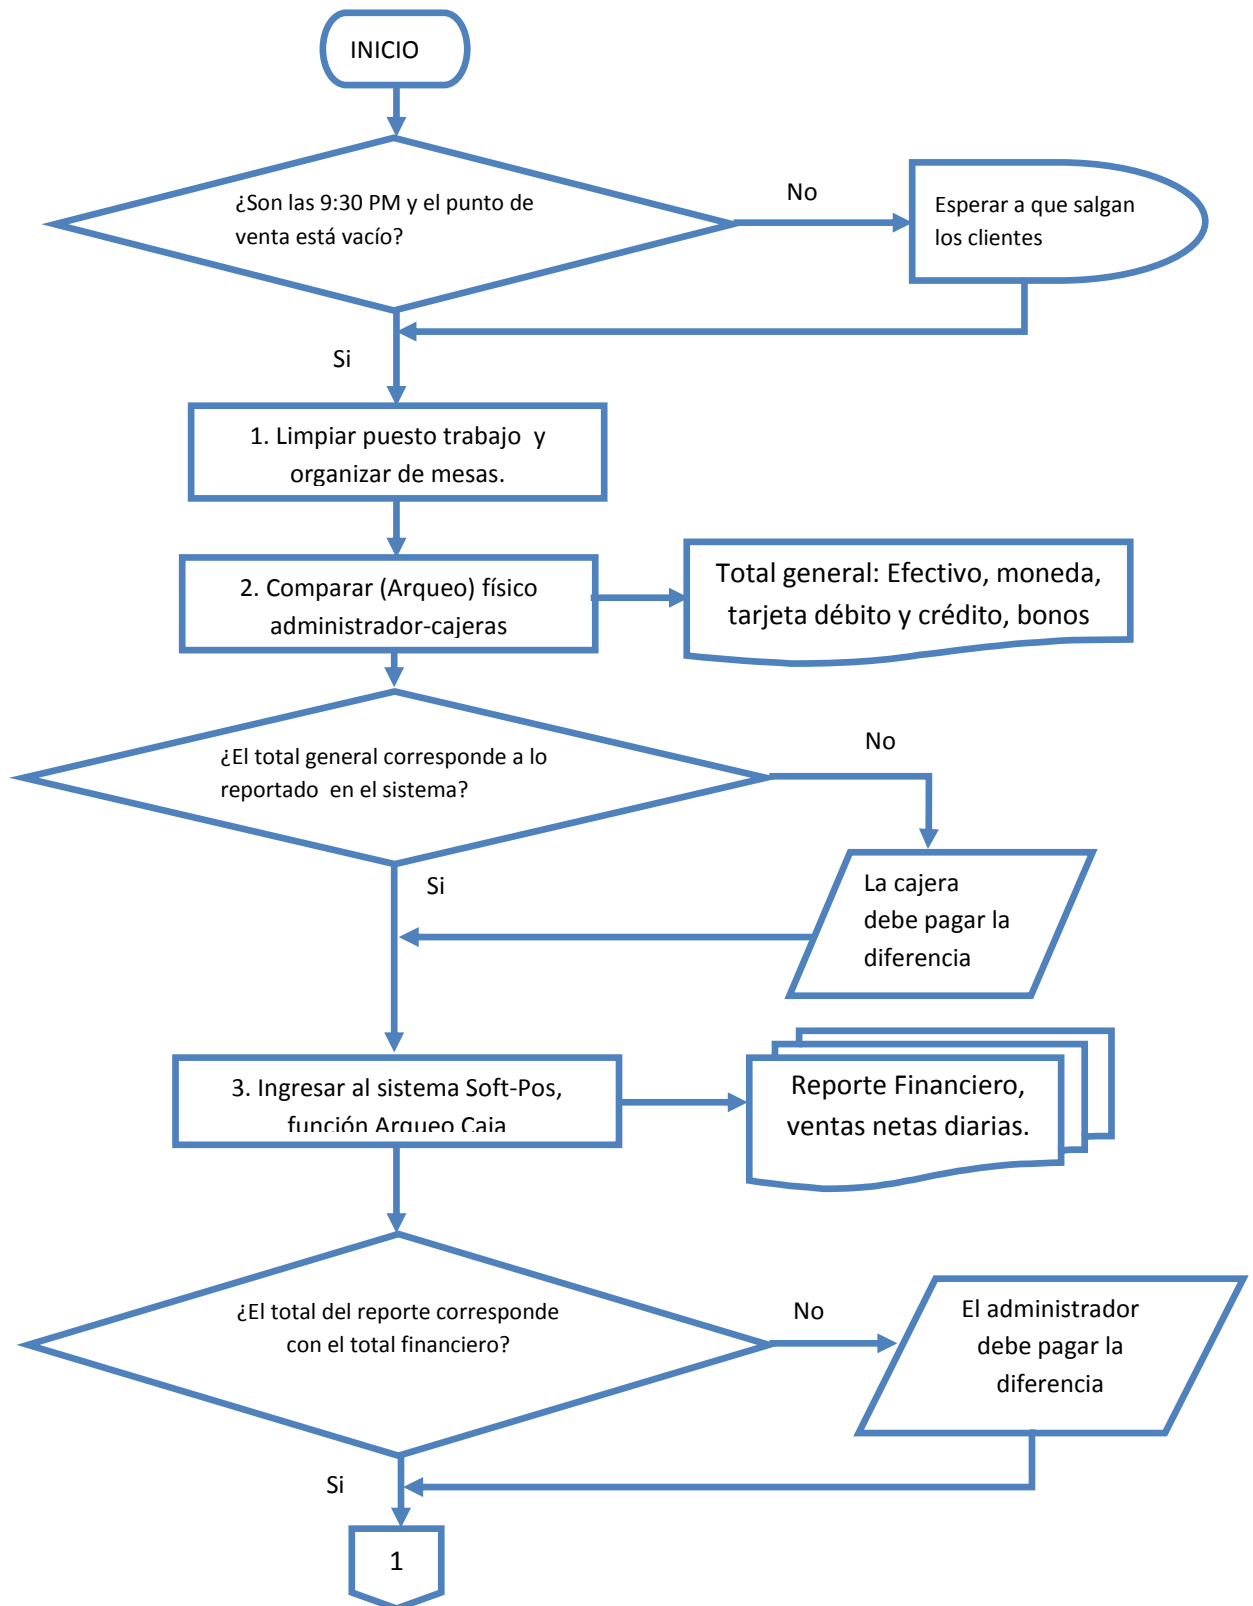 INICIO
¿Son las 9:30 PM y el punto de
venta está vacío?
No
Esperar a que salgan
los clientes
Si
1. Limpiar puesto trabajo  y
organizar de mesas.
2. Comparar (Arqueo) físico
administrador-cajeras
Total general: Efectivo, moneda,
tarjeta débito y crédito, bonos
¿El total general corresponde a lo
reportado  en el sistema?
No
La cajera
debe pagar la
diferencia
Si
3. Ingresar al sistema Soft-Pos,
función Arqueo Caja
Reporte Financiero,
ventas netas diarias.
¿El total del reporte corresponde
con el total financiero?
No
El administrador
debe pagar la
diferencia
Si
1